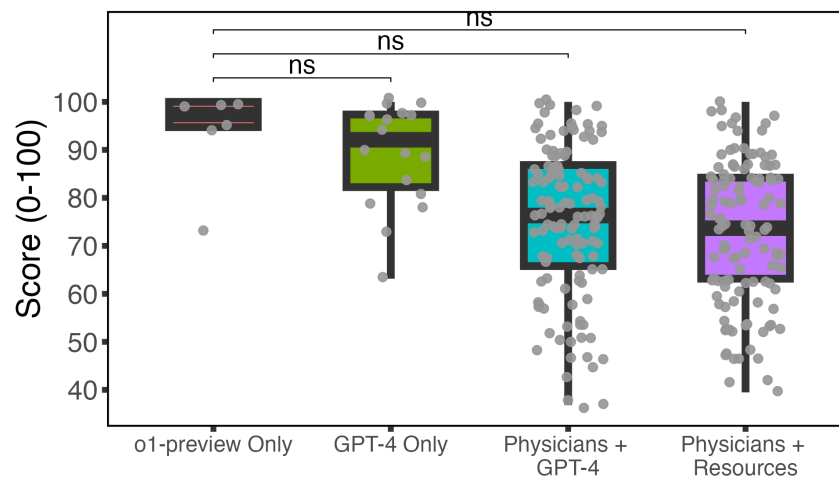 ns
ns
ns
Score (0-100)
100
90
80
70
60
50
40
o1-preview Only
GPT-4 Only
Physicians +
GPT-4
Physicians +
Resources